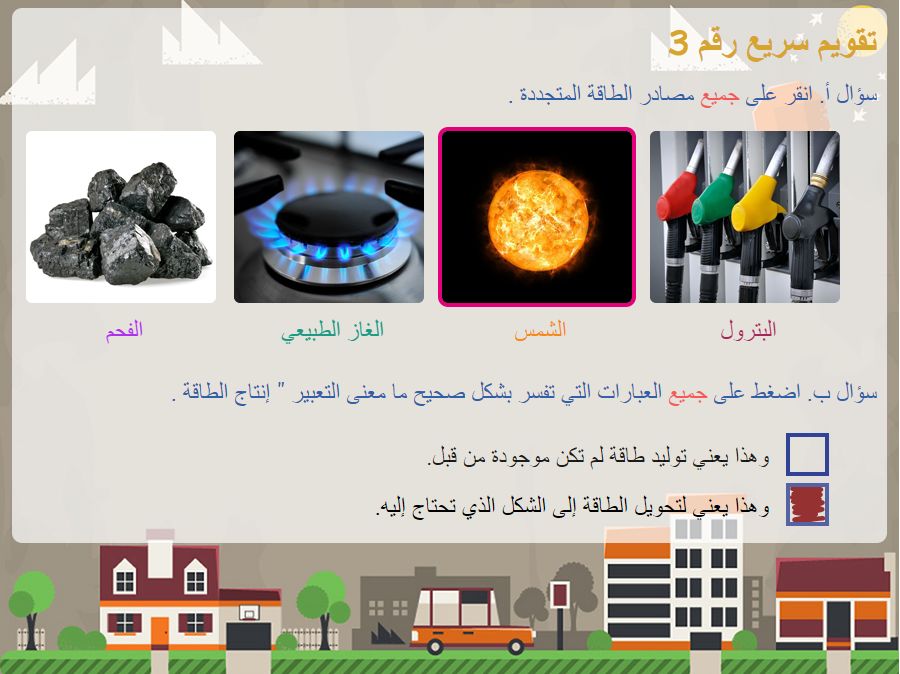 تقويم سريع رقم 3
سؤال أ. انقر على جميع مصادر الطاقة المتجددة .
البترول
الشمس
الغاز الطبيعي
الفحم
سؤال ب. اضغط على جميع العبارات التي تفسر بشكل صحيح ما معنى التعبير " إنتاج الطاقة .
وهذا يعني توليد طاقة لم تكن موجودة من قبل.
وهذا يعني لتحويل الطاقة إلى الشكل الذي تحتاج إليه.